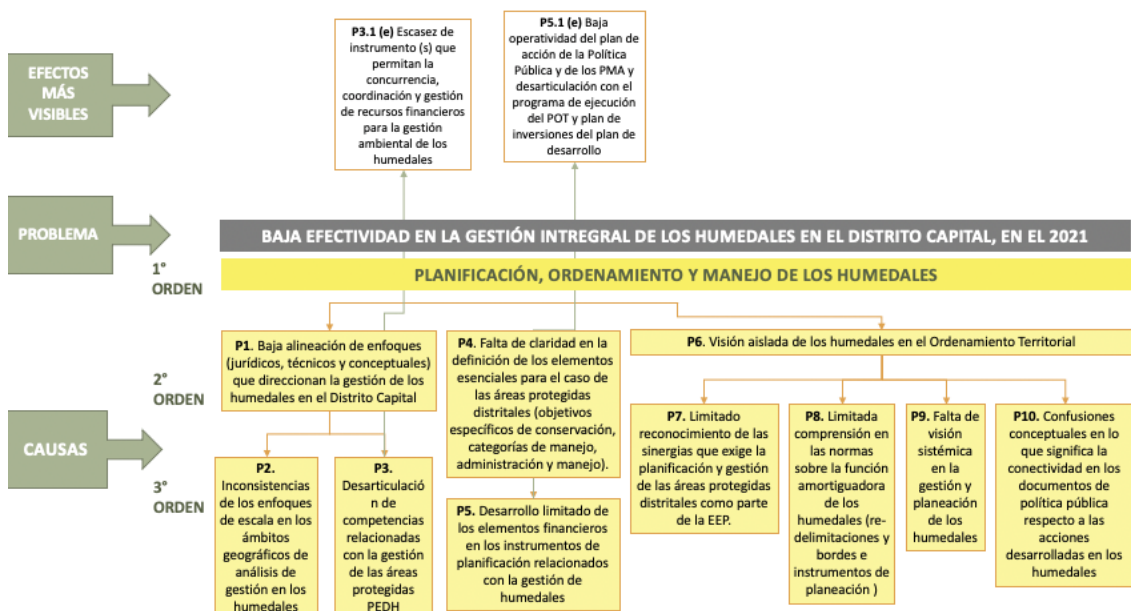 P3.1 (e) Escasez de
instrumento (s) que
permitan la
concurrencia,
coordinación y gestión
de recursos financieros
para la gestión
ambiental de los
humedales
P5.1 (e) Baja
operatividad del plan de
acción de la Política
Pública y de los PMA y
desarticulación con el
programa de ejecución
del POT y plan de
inversiones del plan de
desarrollo
EFECTOS
MÁS
VISIBLES
PROBLEMA
BAJA EFECTIVIDAD EN LA GESTIÓN INTREGRAL DE LOS HUMEDALES EN EL DISTRITO CAPITAL, EN EL 2021
1°
ORDEN
PLANIFICACIÓN, ORDENAMIENTO Y MANEJO DE LOS HUMEDALES
CAUSAS
2°
ORDEN
P1. Baja alineación de enfoques
(jurídicos, técnicos y conceptuales)
que direccionan la gestión de los
humedales en el Distrito Capital
P4. Falta de claridad en la
definición de los elementos
esenciales para el caso de
las áreas protegidas
distritales (objetivos
específicos de conservación,
categorías de manejo,
administración y manejo).
P6. Visión aislada de los humedales en el Ordenamiento Territorial
3°
ORDEN
P2.
Inconsistencias
de los enfoques
de escala en los
ámbitos
geográficos de
análisis de
gestión en los
humedales
P3.
Desarticulació
n de
competencias
relacionadas
con la gestión
de las áreas
protegidas
PEDH
P5. Desarrollo limitado de
los elementos financieros
en los instrumentos de
planificación relacionados
con la gestión de
humedales
P7. Limitado
reconocimiento de las
sinergias que exige la
planificación y gestión
de las áreas protegidas
distritales como parte
de la EEP.
P8. Limitada
comprensión en
las normas
sobre la función
amortiguadora
de los
humedales (re-
delimitaciones y
bordes e
instrumentos de
planeación )
P9. Falta de
visión
sistémica
en la
gestión y
planeación
de los
humedales
P10. Confusiones
conceptuales en lo
que significa la
conectividad en los
documentos de
política pública
respecto a las
acciones
desarrolladas en los
humedales